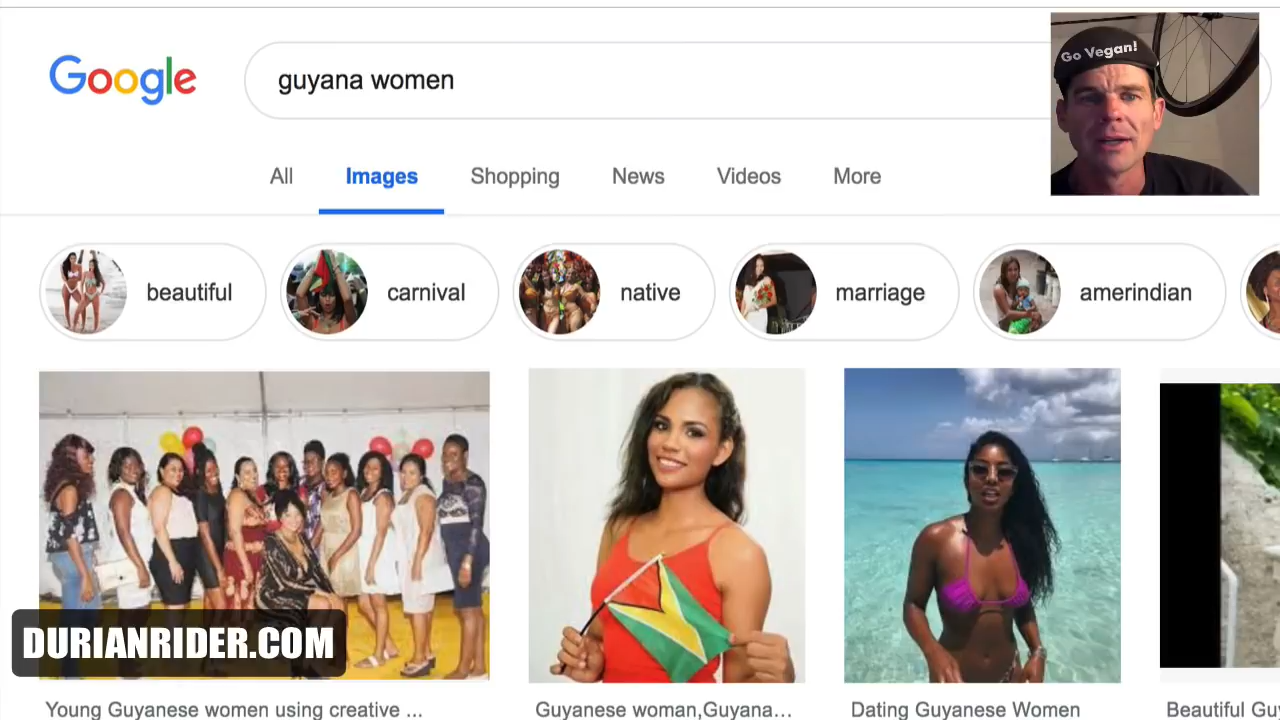 Go Vegan!
Google
guyana women
All Images Shopping News Videos More
beautiful carnival native marriage amerindian
DURIANRIDER.COM
Young Guyanese women using creative ...
Guyanese woman,Guyana...
Dating Guyanese Women
Beautiful Gu